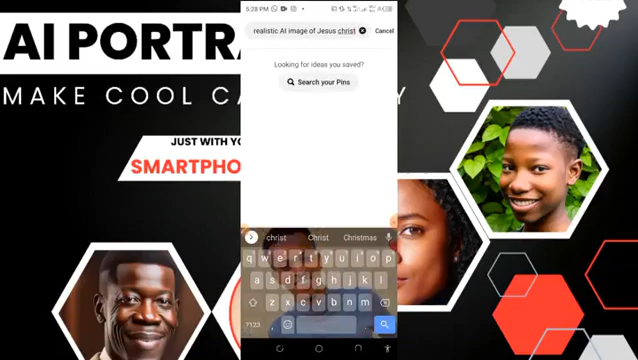 AI PORTRA
MAKE COOL CA
Y
JUST WITH YO
SMARTPHO
5:28 PM
realistic AI image of Jesus christ
Cancel
Looking for ideas you saved?
Search your Pins
christ Christ Christmas
q w e r t y u i o p
a s d f g h j k l
z x c v b n m
?123